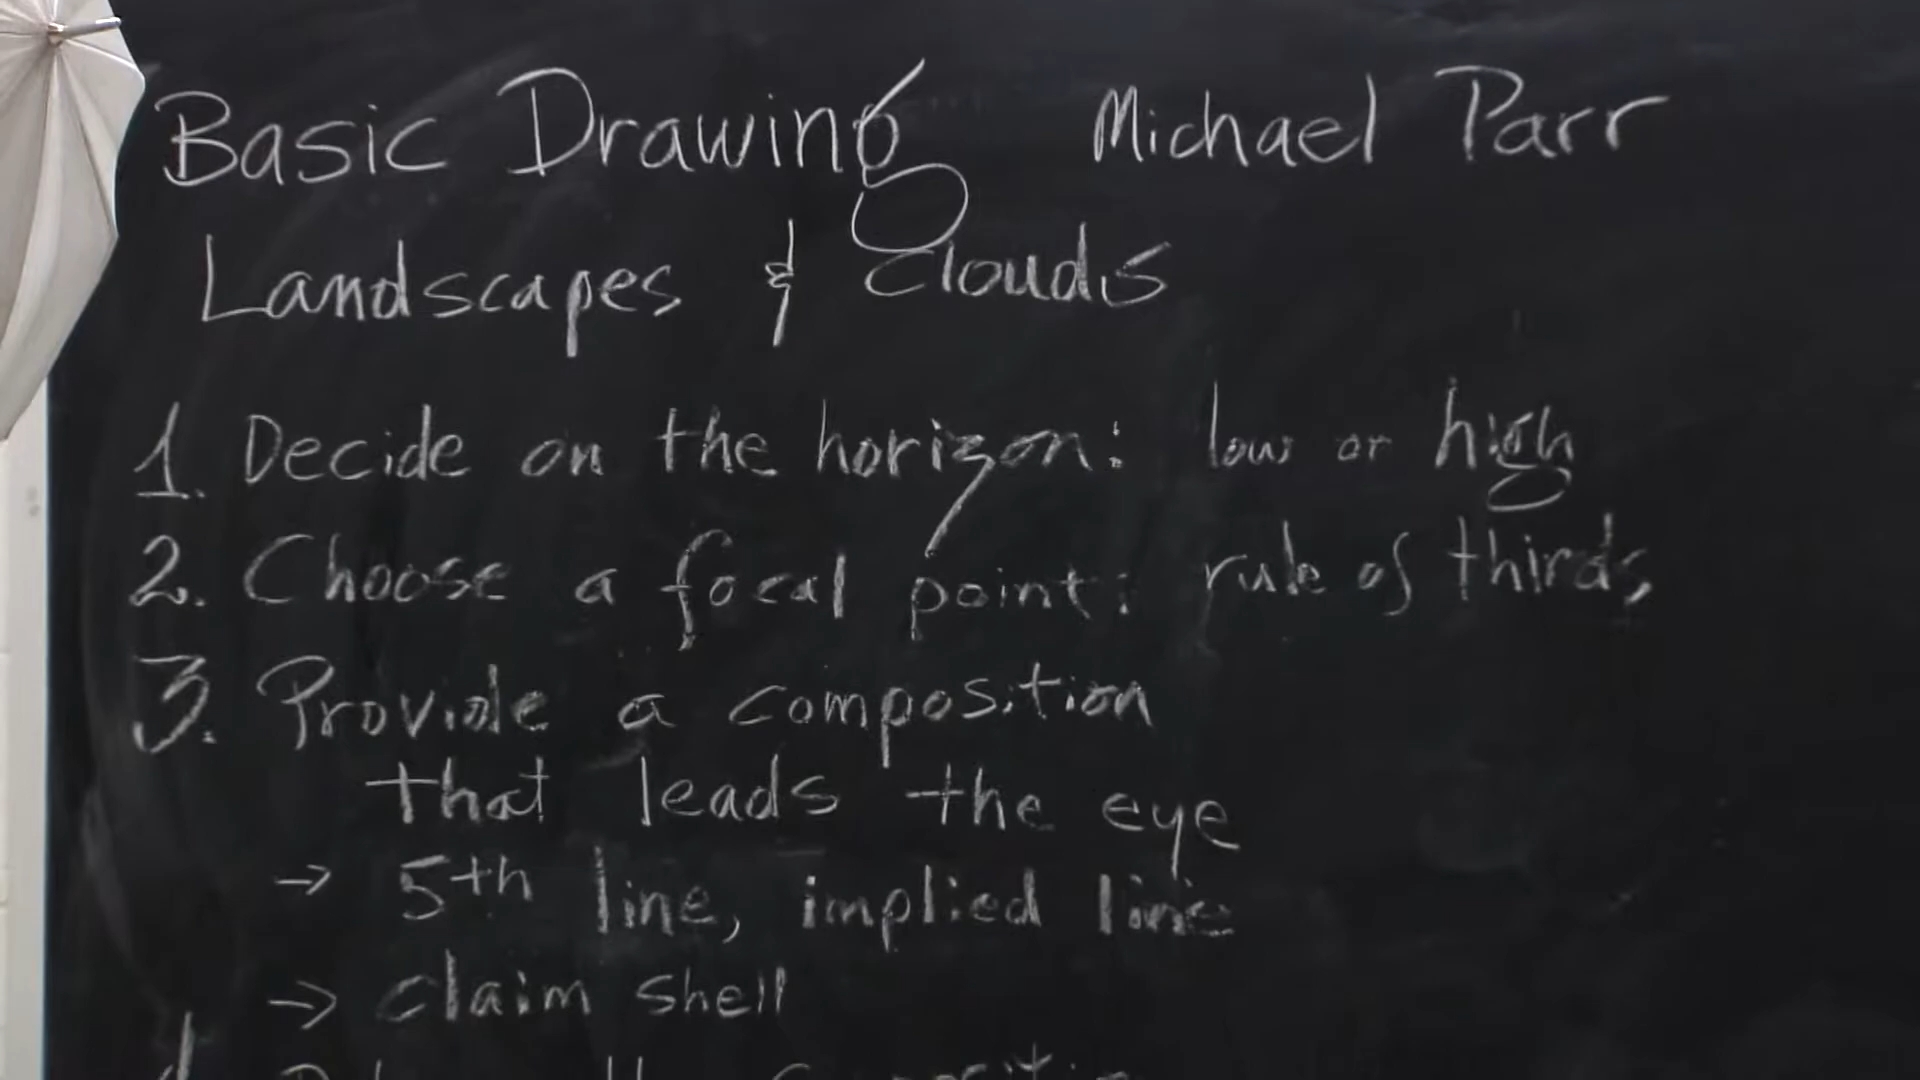 Basic Drawing Michael Parr
Landscapes & Clouds
1. Decide on the horizon: low or high
2. Choose a focal point: rule of thirds
3. Provide a composition
that leads the eye
→ 5th line, implied line
→ claim shell